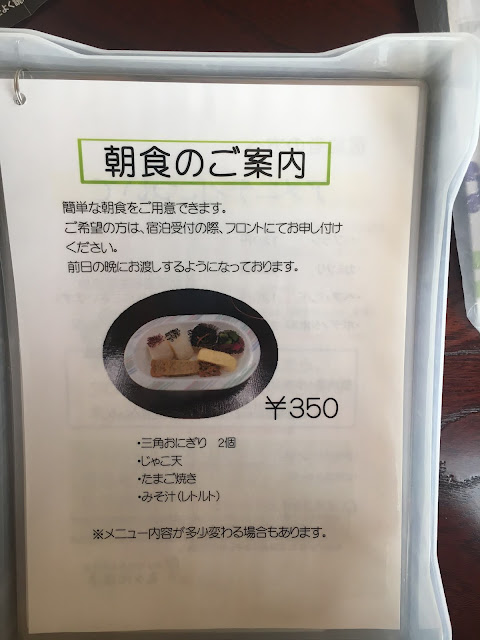 朝食のご案内
簡単な朝食をご用意できます。
ご希望の方は、宿泊受付の際、フロントにてお申し付け
ください。
前日の晩にお渡しするようになっております。
￥350
・三角おにぎり 2個
・じゃこ天
・たまご焼き
・みそ汁(レトルト)
※メニュー内容が多少変わる場合もあります。